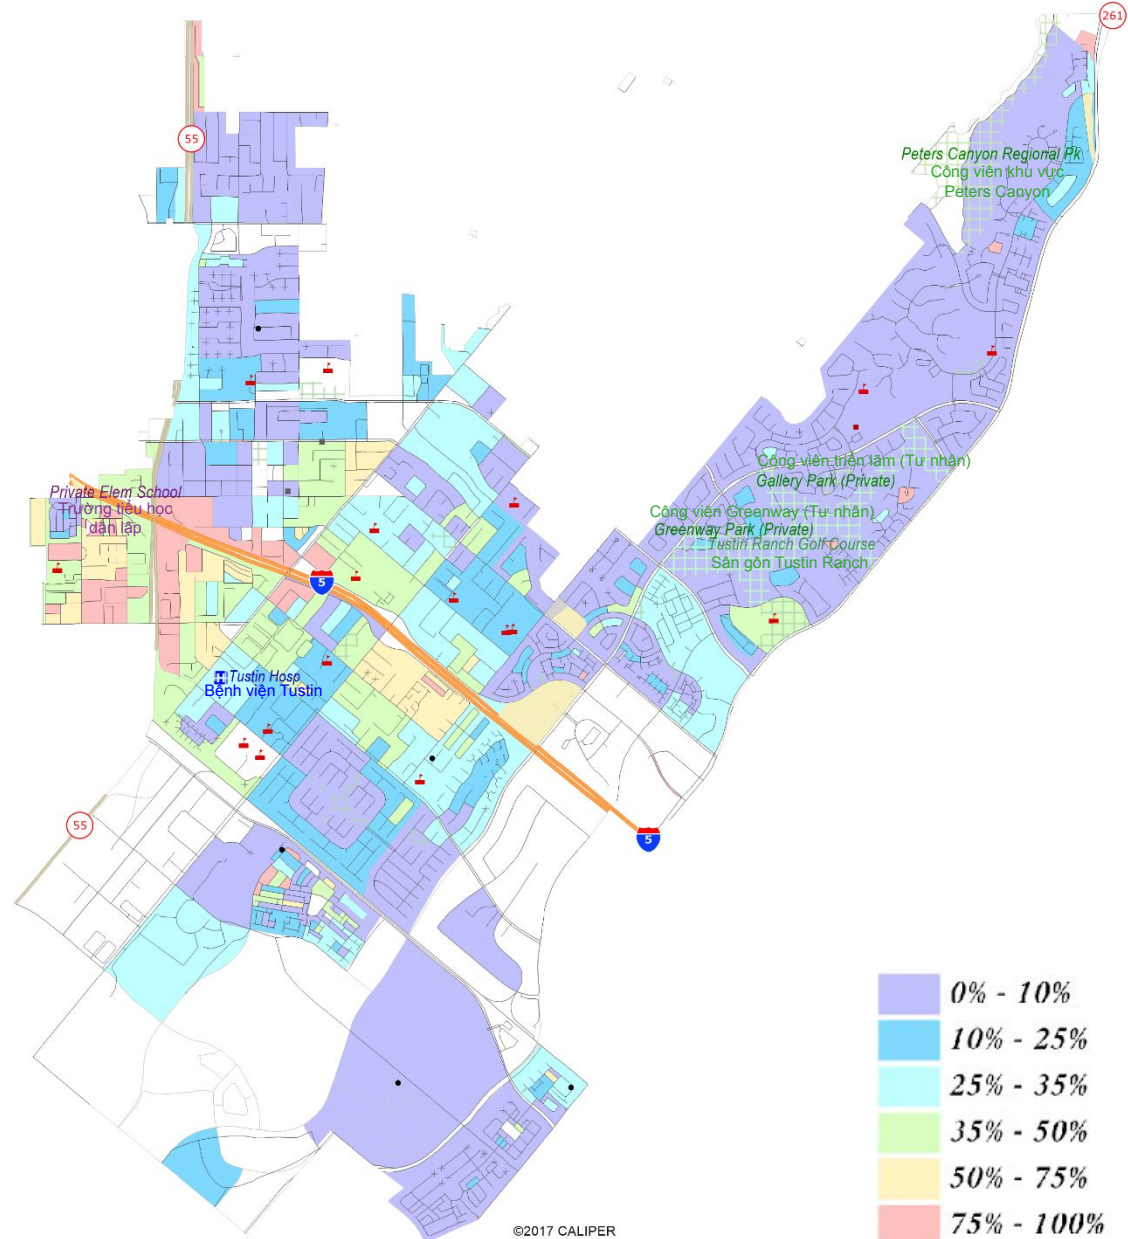 261
55
Peters Canyon Regional Pk
Công viên khu vực
Peters Canyon
Công viên triển lãm (Tư nhân)
Gallery Park (Private)
Private Elem School
Trường tiểu học
dân lập
Công viên Greenway (Tư nhân)
Greenway Park (Private)
Tustin Ranch Golf Course
Sân gôn Tustin Ranch
5
Tustin Hosp
Bệnh viện Tustin
55
5
0% - 10%
10% - 25%
25% - 35%
35% - 50%
50% - 75%
75% - 100%
©2017 CALIPER